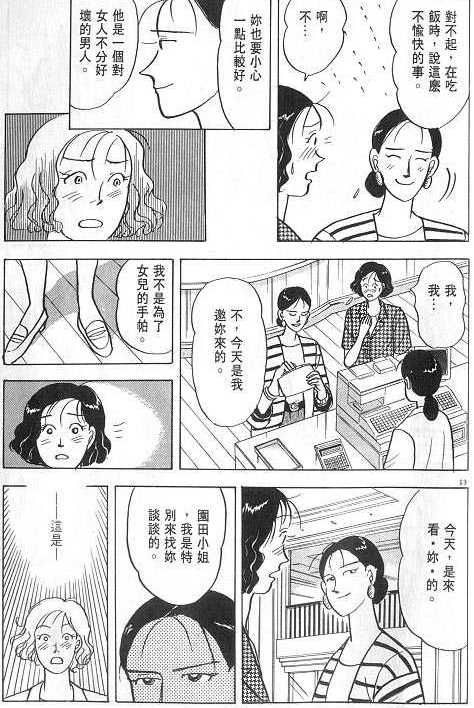 對不起，在吃
飯時，說這麼
不愉快的事。
啊，
不…
妳也要小心
一點比較好。
他是一個對
女人不分好
壞的男人。
我，
我…
不，今天是我
邀妳來的。
我不是為了
女兒的手帕。
13
今天，是來
看·妳·的。
園田小姐
，我是特
別來找妳
談談的。
——這是